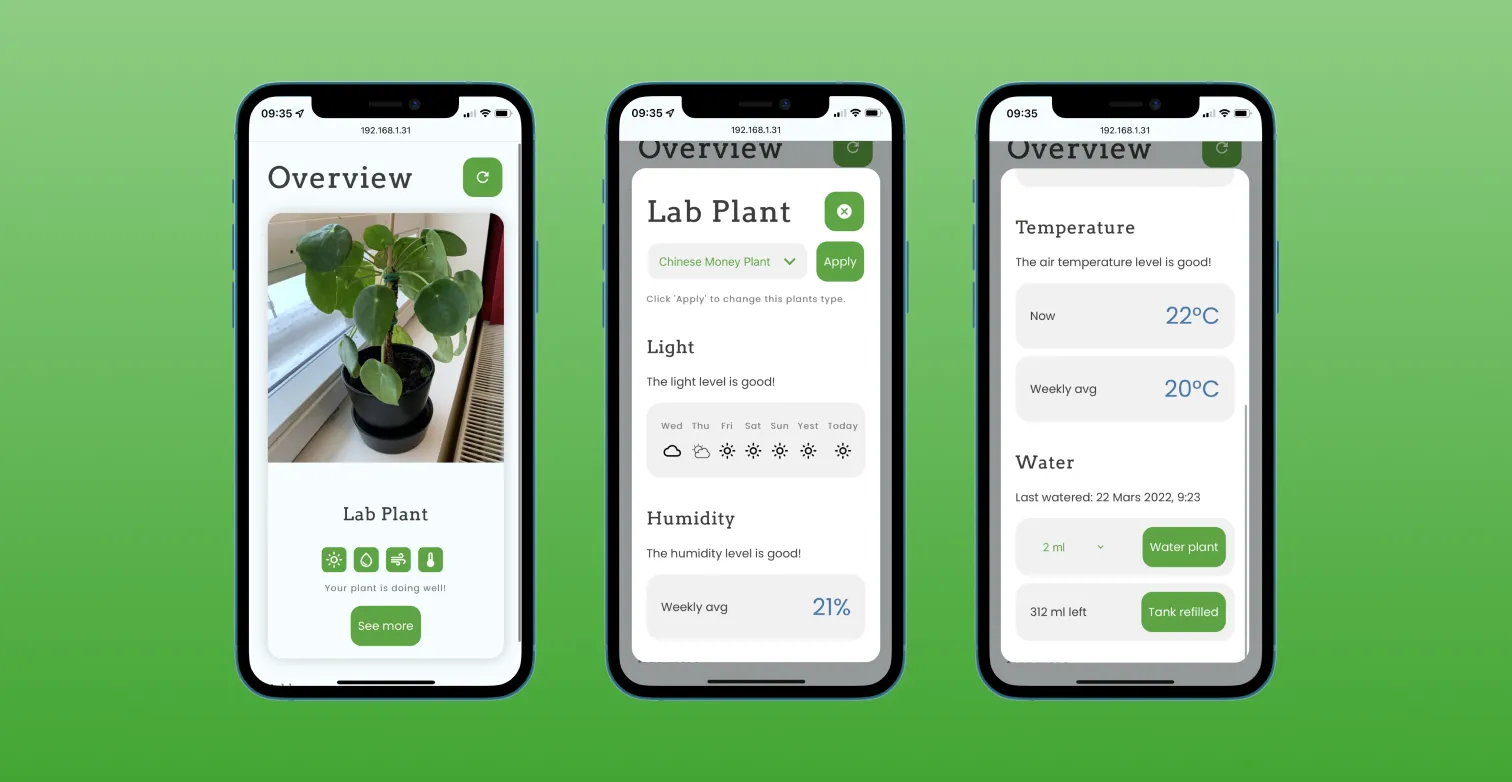 09:35
192.168.1.31
Overview
Lab Plant
Your plant is doing well!
See more
09:35
192.168.1.31
Overview
Lab Plant
Chinese Money Plant
Apply
Click 'Apply' to change this plants type.
Light
The light level is good!
Wed Thu Fri Sat Sun Yest Today
Humidity
The humidity level is good!
Weekly avg 21%
09:35
192.168.1.31
Overview
Temperature
The air temperature level is good!
Now 22°C
Weekly avg 20°C
Water
Last watered: 22 Mars 2022, 9:23
2 ml Water plant
312 ml left Tank refilled